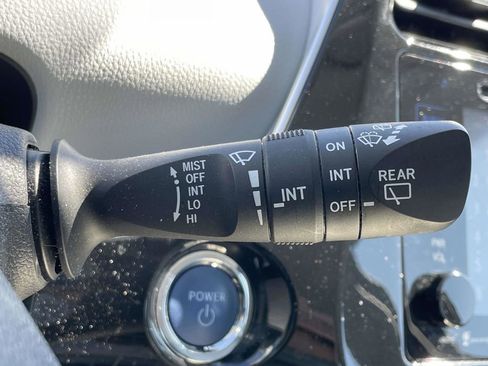 MIST
OFF
INT
LO
HI
INT
ON
INT
OFF
REAR
POWER